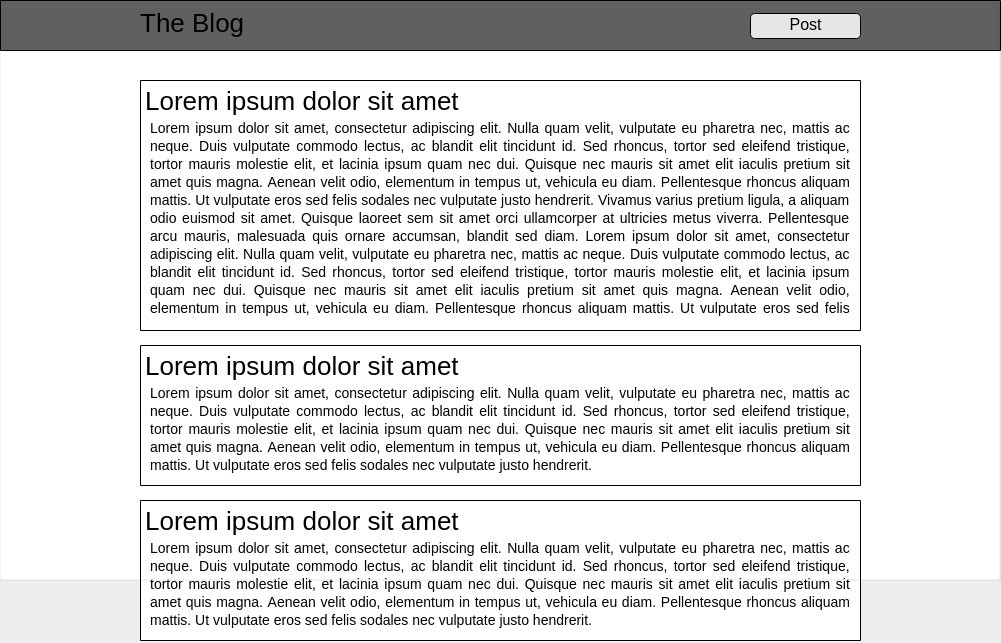 The Blog
Post
Lorem ipsum dolor sit amet
Lorem ipsum dolor sit amet, consectetur adipiscing elit. Nulla quam velit, vulputate eu pharetra nec, mattis ac
neque. Duis vulputate commodo lectus, ac blandit elit tincidunt id. Sed rhoncus, tortor sed eleifend tristique,
tortor mauris molestie elit, et lacinia ipsum quam nec dui. Quisque nec mauris sit amet elit iaculis pretium sit
amet quis magna. Aenean velit odio, elementum in tempus ut, vehicula eu diam. Pellentesque rhoncus aliquam
mattis. Ut vulputate eros sed felis sodales nec vulputate justo hendrerit. Vivamus varius pretium ligula, a aliquam
odio euismod sit amet. Quisque laoreet sem sit amet orci ullamcorper at ultricies metus viverra. Pellentesque
arcu mauris, malesuada quis ornare accumsan, blandit sed diam. Lorem ipsum dolor sit amet, consectetur
adipiscing elit. Nulla quam velit, vulputate eu pharetra nec, mattis ac neque. Duis vulputate commodo lectus, ac
blandit elit tincidunt id. Sed rhoncus, tortor sed eleifend tristique, tortor mauris molestie elit, et lacinia ipsum
quam nec dui. Quisque nec mauris sit amet elit iaculis pretium sit amet quis magna. Aenean velit odio,
elementum in tempus ut, vehicula eu diam. Pellentesque rhoncus aliquam mattis. Ut vulputate eros sed felis
Lorem ipsum dolor sit amet
Lorem ipsum dolor sit amet, consectetur adipiscing elit. Nulla quam velit, vulputate eu pharetra nec, mattis ac
neque. Duis vulputate commodo lectus, ac blandit elit tincidunt id. Sed rhoncus, tortor sed eleifend tristique,
tortor mauris molestie elit, et lacinia ipsum quam nec dui. Quisque nec mauris sit amet elit iaculis pretium sit
amet quis magna. Aenean velit odio, elementum in tempus ut, vehicula eu diam. Pellentesque rhoncus aliquam
mattis. Ut vulputate eros sed felis sodales nec vulputate justo hendrerit.
Lorem ipsum dolor sit amet
Lorem ipsum dolor sit amet, consectetur adipiscing elit. Nulla quam velit, vulputate eu pharetra nec, mattis ac
neque. Duis vulputate commodo lectus, ac blandit elit tincidunt id. Sed rhoncus, tortor sed eleifend tristique,
tortor mauris molestie elit, et lacinia ipsum quam nec dui. Quisque nec mauris sit amet elit iaculis pretium sit
amet quis magna. Aenean velit odio, elementum in tempus ut, vehicula eu diam. Pellentesque rhoncus aliquam
mattis. Ut vulputate eros sed felis sodales nec vulputate justo hendrerit.